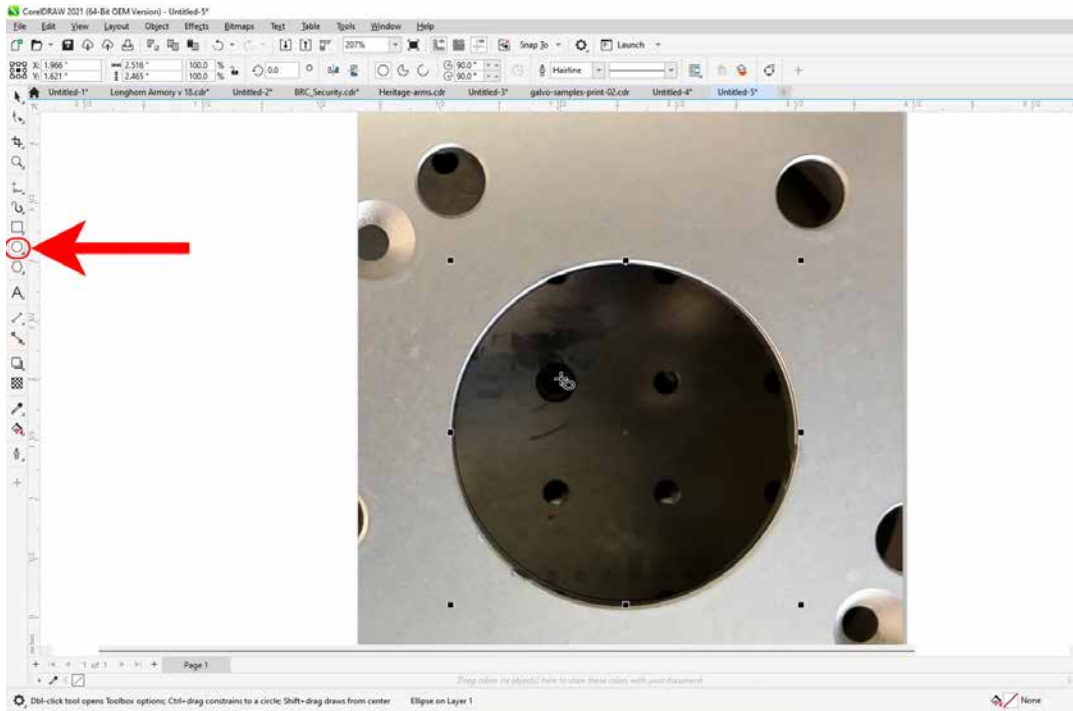 CorelDRAW 2021 (64-Bit OEM Version) - Untitled-5*
File Edit View Layout Object Effects Bitmaps Text Table Tools Window Help
207% Snap To Launch
X: 1.966 " 2.516 " 100.0 % 0.0 90.0 ° Hairline
Y: 1.621 " 2.465 " 100.0 % 90.0 °
Untitled-1* Longhorn Armory v 18.cdr* Untitled-2* BRC_Security.cdr* Heritage-arms.cdr Untitled-3* galvo-samples-print-02.cdr Untitled-4* Untitled-5*
A
1 of 1 Page 1
Drag colors (or objects) here to store these colors with your document
Dbl-click tool opens Toolbox options; Ctrl+drag constrains to a circle; Shift+drag draws from center Ellipse on Layer 1 None